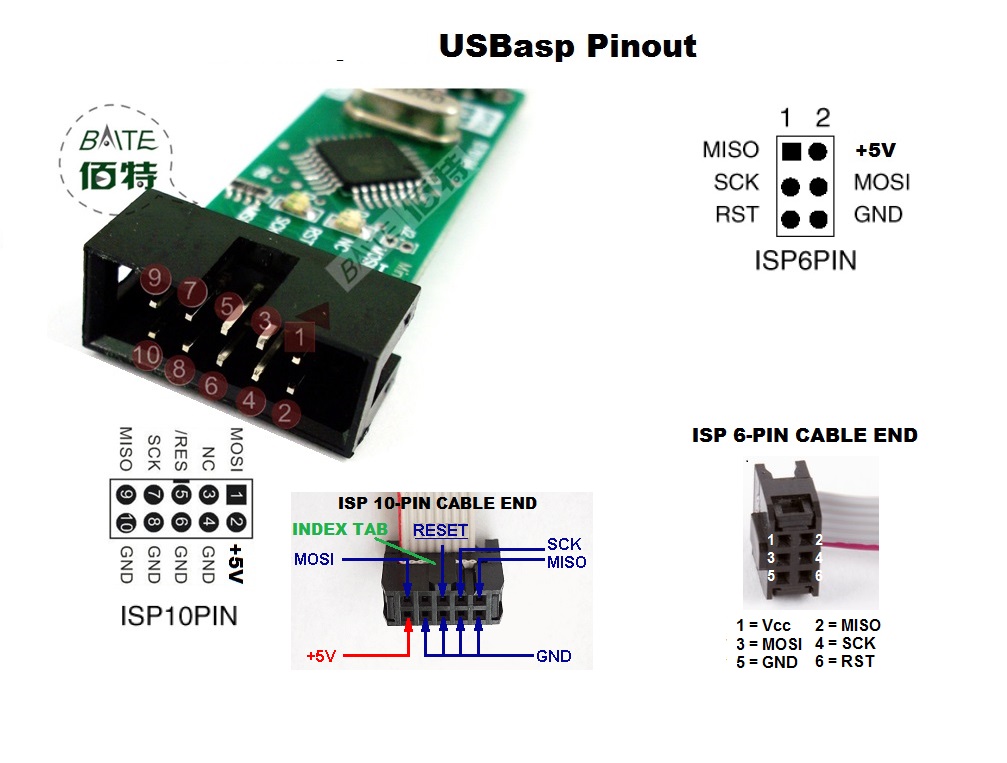 USBasp Pinout
BAITE
佰特
1 2
MISO +5V
SCK MOSI
RST GND
ISP6PIN
9 7 5 3 1
10 8 6 4 2
MISO SCK /RES NC MOSI
9 7 5 3 1
10 8 6 4 2
GND GND GND GND +5V
ISP10PIN
ISP 10-PIN CABLE END
INDEX TAB RESET
MOSI SCK
MISO
+5V GND
ISP 6-PIN CABLE END
1 2
3 4
5 6
1 = Vcc 2 = MISO
3 = MOSI 4 = SCK
5 = GND 6 = RST